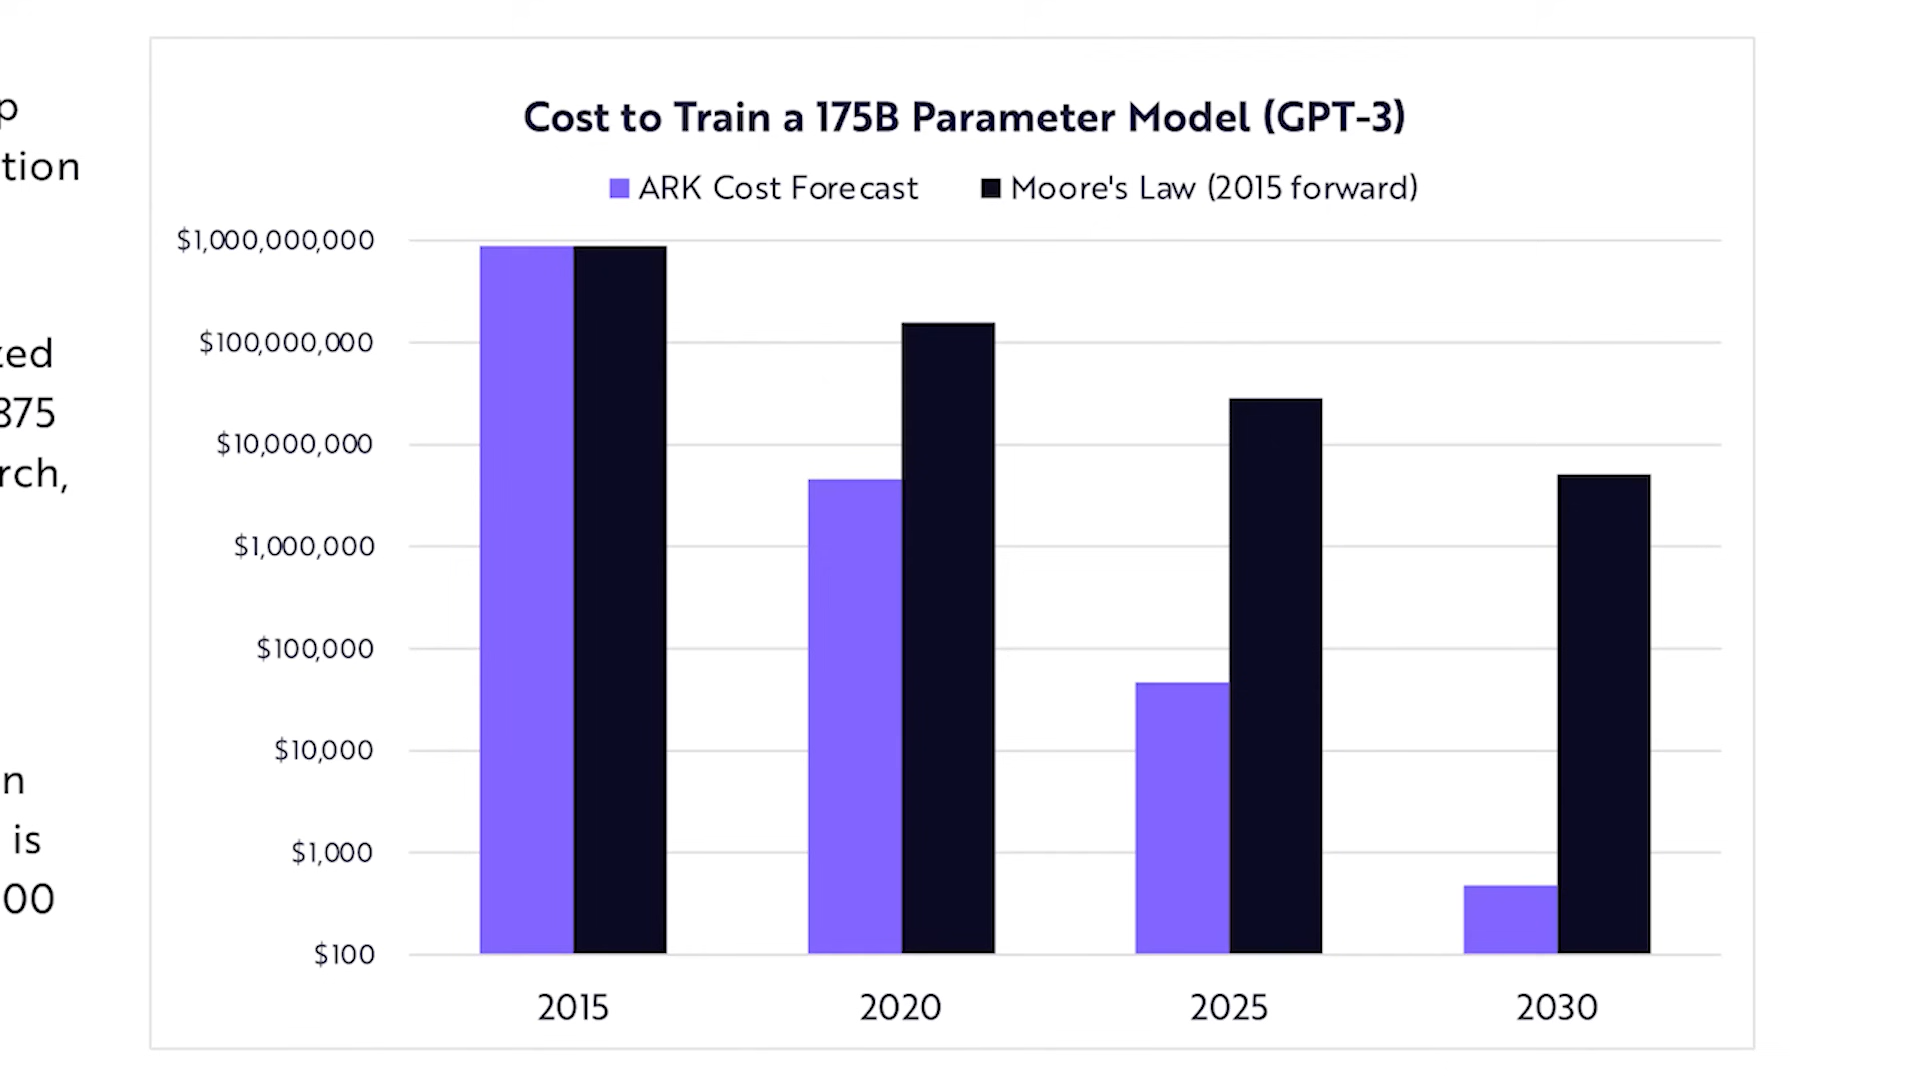 p
tion
875
rch,
n
is
00
Cost to Train a 175B Parameter Model (GPT-3)
ARK Cost Forecast Moore's Law (2015 forward)
$1,000,000,000
$100,000,000
$10,000,000
$1,000,000
$100,000
$10,000
$1,000
$100
2015 2020 2025 2030